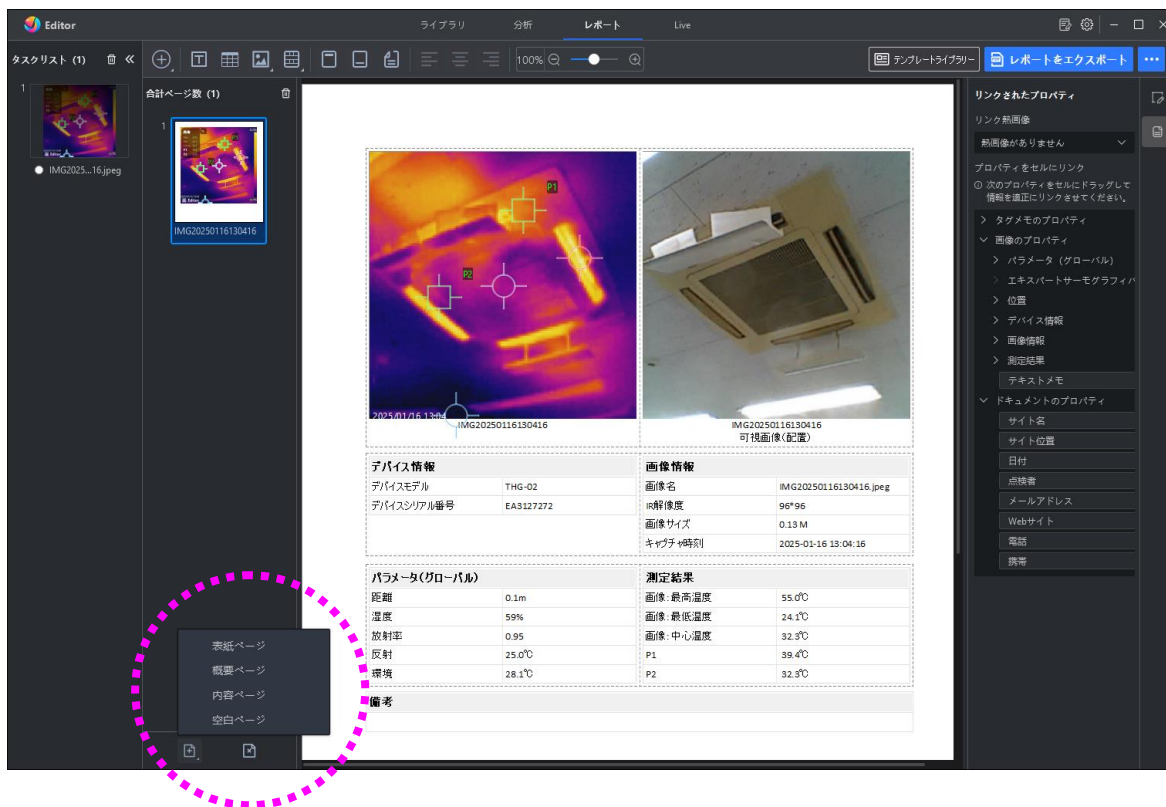 Editor
ライブラリ
分析
レポート
Live
タスクリスト (1)
100%
テンプレートライブラリー
レポートをエクスポート
1
IMG2025...16.jpeg
合計ページ数 (1)
1
IMG20250116130416
P1
P2
2025/01/16 13:04
IMG20250116130416
IMG20250116130416
可視画像(配置)
デバイス情報
デバイスモデル THG-02
デバイスシリアル番号 EA3127272
画像情報
画像名 IMG20250116130416.jpeg
IR解像度 96*96
画像サイズ 0.13 M
キャプチャ時刻 2025-01-16 13:04:16
パラメータ(グローバル)
距離 0.1m
湿度 59%
放射率 0.95
反射 25.0℃
環境 28.1℃
測定結果
画像:最高温度 55.0℃
画像:最低温度 24.1℃
画像:中心温度 32.3℃
P1 39.4℃
P2 32.3℃
備考
表紙ページ
概要ページ
内容ページ
空白ページ
リンクされたプロパティ
リンク熱画像
熱画像がありません
プロパティをセルにリンク
次のプロパティをセルにドラッグして
情報を適正にリンクさせてください。
タグメモのプロパティ
画像のプロパティ
パラメータ (グローバル)
エキスパートサーモグラフィパ
位置
デバイス情報
画像情報
測定結果
テキストメモ
ドキュメントのプロパティ
サイト名
サイト位置
日付
点検者
メールアドレス
Webサイト
電話
携帯